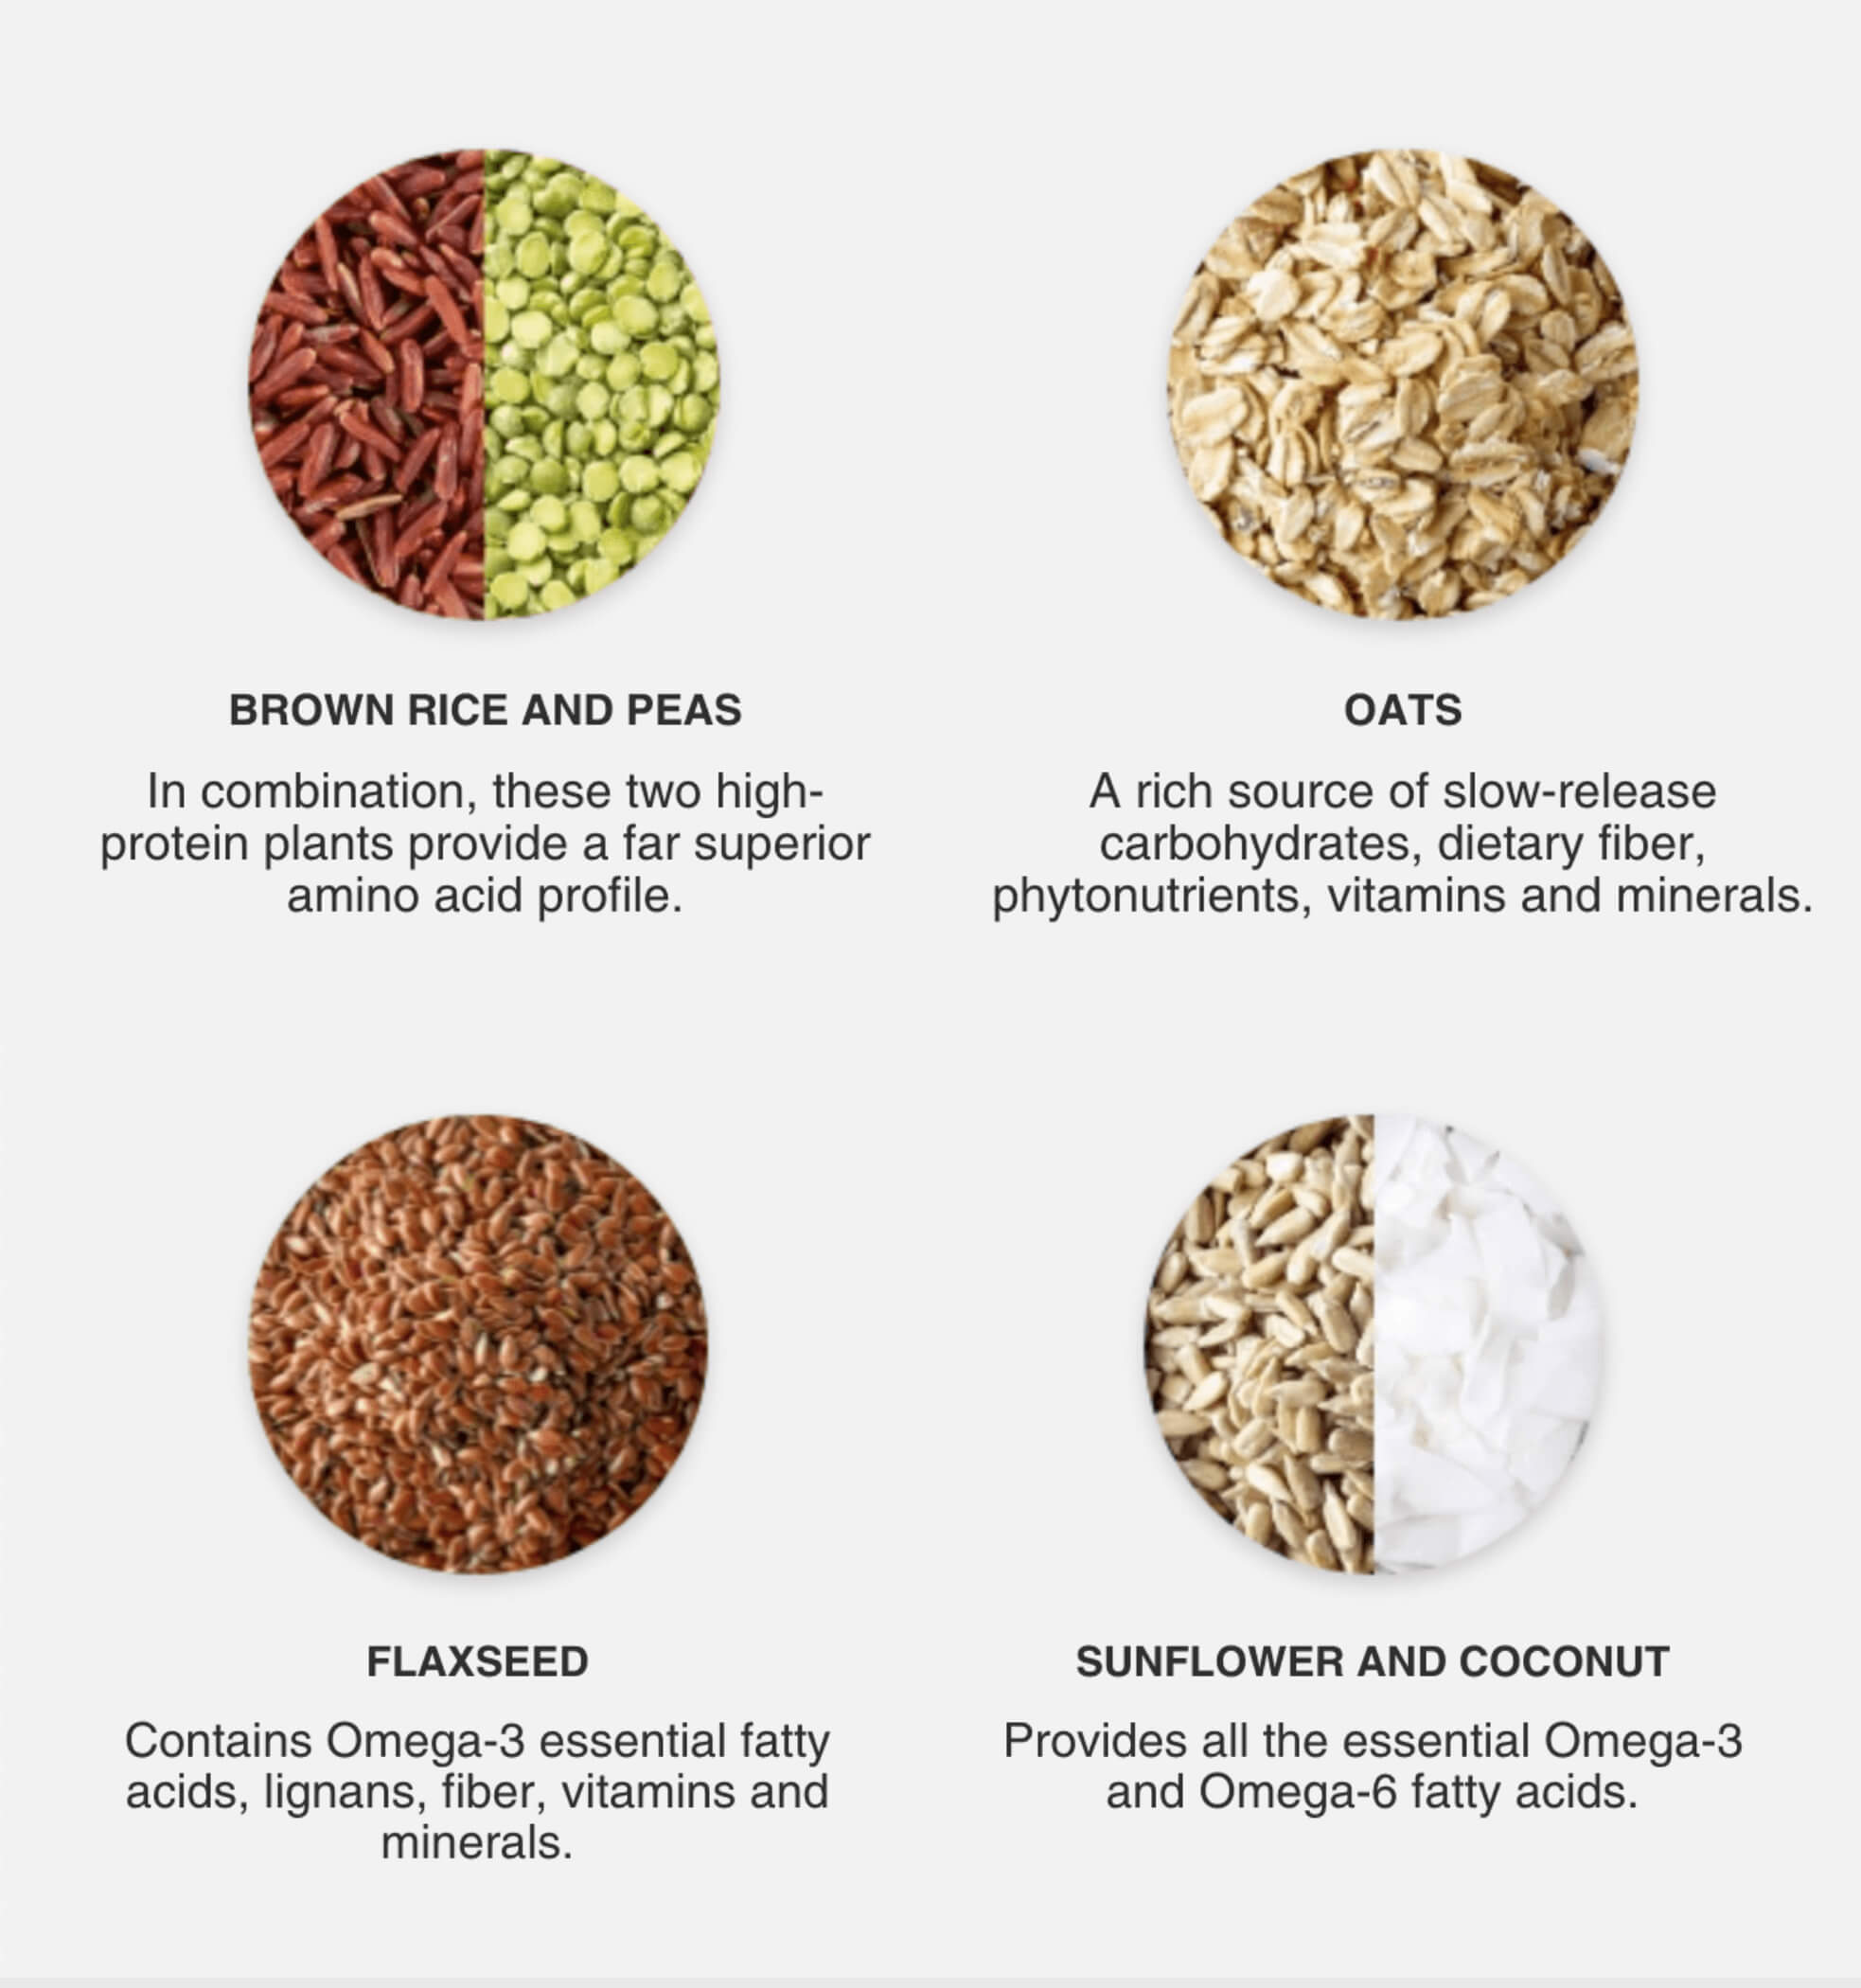 BROWN RICE AND PEAS
In combination, these two high-
protein plants provide a far superior
amino acid profile.
OATS
A rich source of slow-release
carbohydrates, dietary fiber,
phytonutrients, vitamins and minerals.
FLAXSEED
Contains Omega-3 essential fatty
acids, lignans, fiber, vitamins and
minerals.
SUNFLOWER AND COCONUT
Provides all the essential Omega-3
and Omega-6 fatty acids.